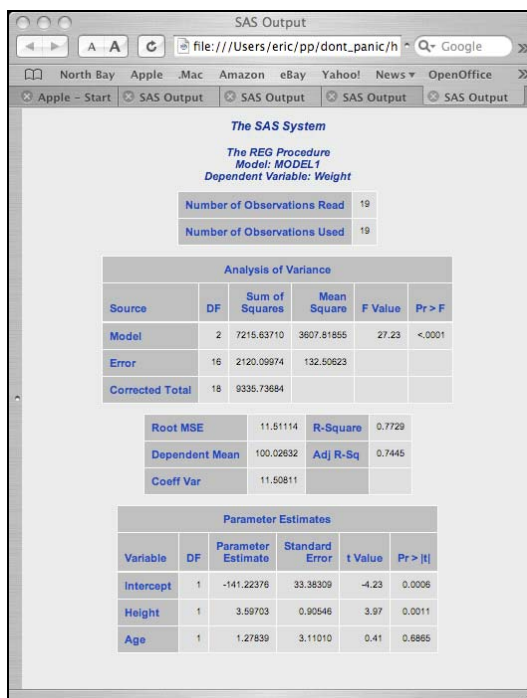 SAS Output
A A C file:///Users/eric/pp/dont_panic/h Q- Google
North Bay Apple .Mac Amazon eBay Yahoo! News ▾ OpenOffice
Apple - Start SAS Output SAS Output SAS Output SAS Output
The SAS System
The REG Procedure
Model: MODEL1
Dependent Variable: Weight
Number of Observations Read 19
Number of Observations Used 19
Analysis of Variance
Source DF Sum of Squares Mean Square F Value Pr > F
Model 2 7215.63710 3607.81855 27.23 <.0001
Error 16 2120.09974 132.50623
Corrected Total 18 9335.73684
Root MSE 11.51114 R-Square 0.7729
Dependent Mean 100.02632 Adj R-Sq 0.7445
Coeff Var 11.50811
Parameter Estimates
Variable DF Parameter Estimate Standard Error t Value Pr > |t|
Intercept 1 -141.22376 33.38309 -4.23 0.0006
Height 1 3.59703 0.90546 3.97 0.0011
Age 1 1.27839 3.11010 0.41 0.6865